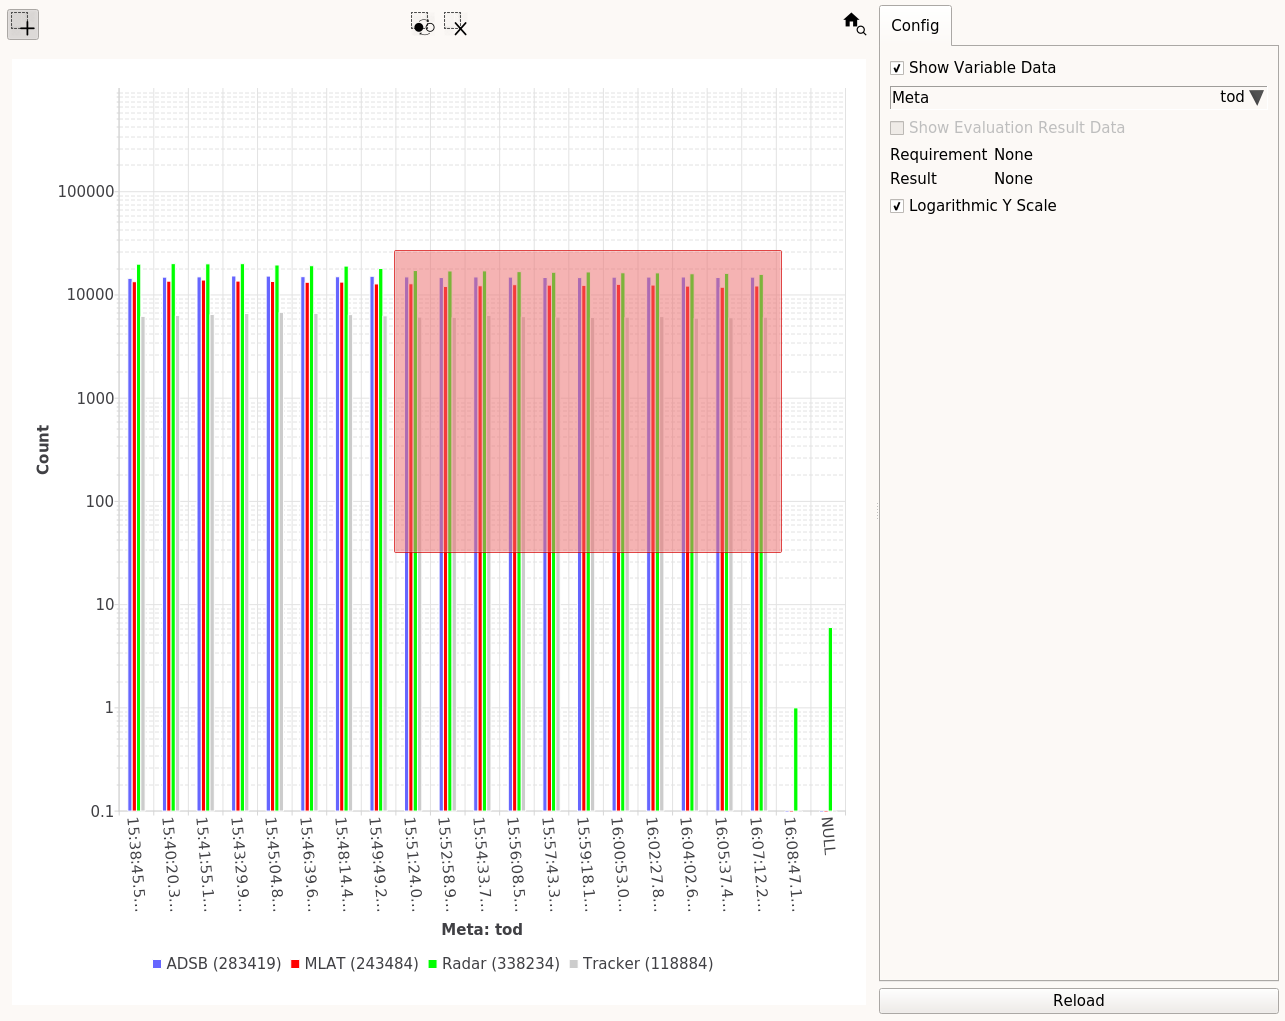 Config
Show Variable Data
Meta tod
Show Evaluation Result Data
Requirement None
Result None
Logarithmic Y Scale
100000
10000
1000
100
10
1
0.1
Count
15:38:45.5...
15:40:20.3...
15:41:55.1...
15:43:29.9...
15:45:04.8...
15:46:39.6...
15:48:14.4...
15:49:49.2...
15:51:24.0...
15:52:58.9...
15:54:33.7...
15:56:08.5...
15:57:43.3...
15:59:18.1...
16:00:53.0...
16:02:27.8...
16:04:02.6...
16:05:37.4...
16:07:12.2...
16:08:47.1...
NULL
Meta: tod
ADSB (283419) MLAT (243484) Radar (338234) Tracker (118884)
Reload